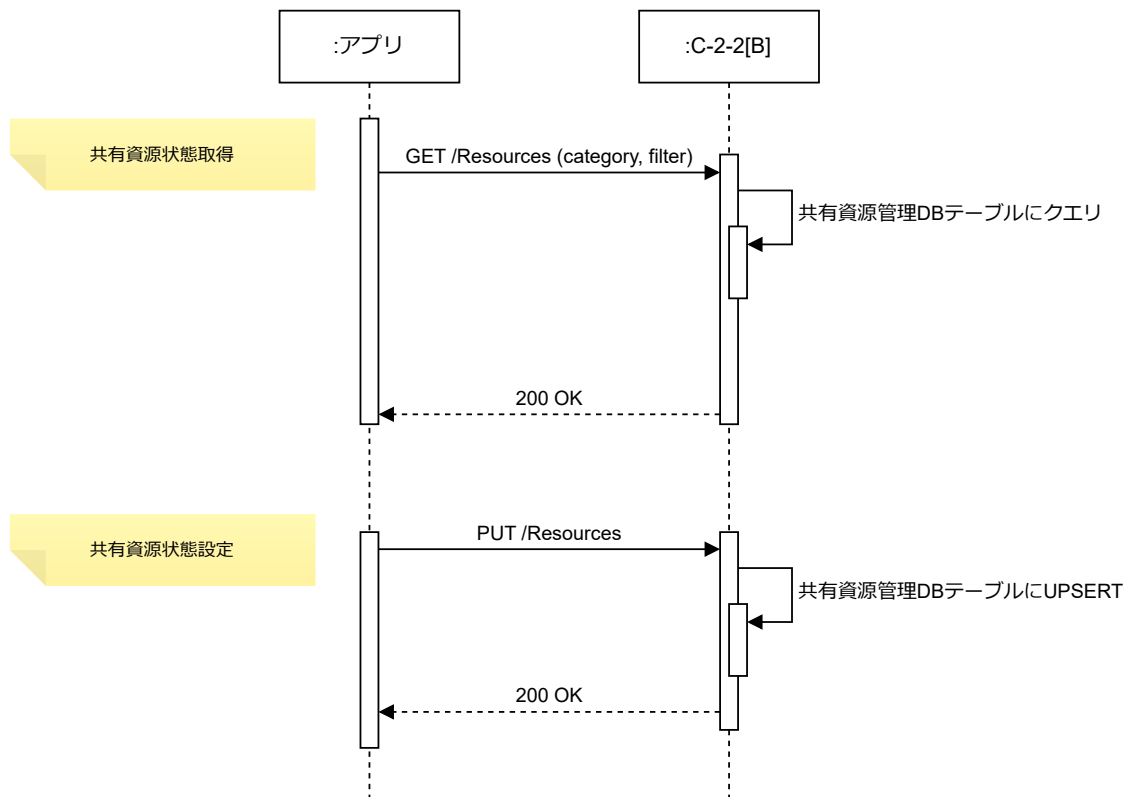 :アプリ
:C-2-2[B]
共有資源状態取得
GET /Resources (category, filter)
共有資源管理DBテーブルにクエリ
200 OK
共有資源状態設定
PUT /Resources
共有資源管理DBテーブルにUPSERT
200 OK